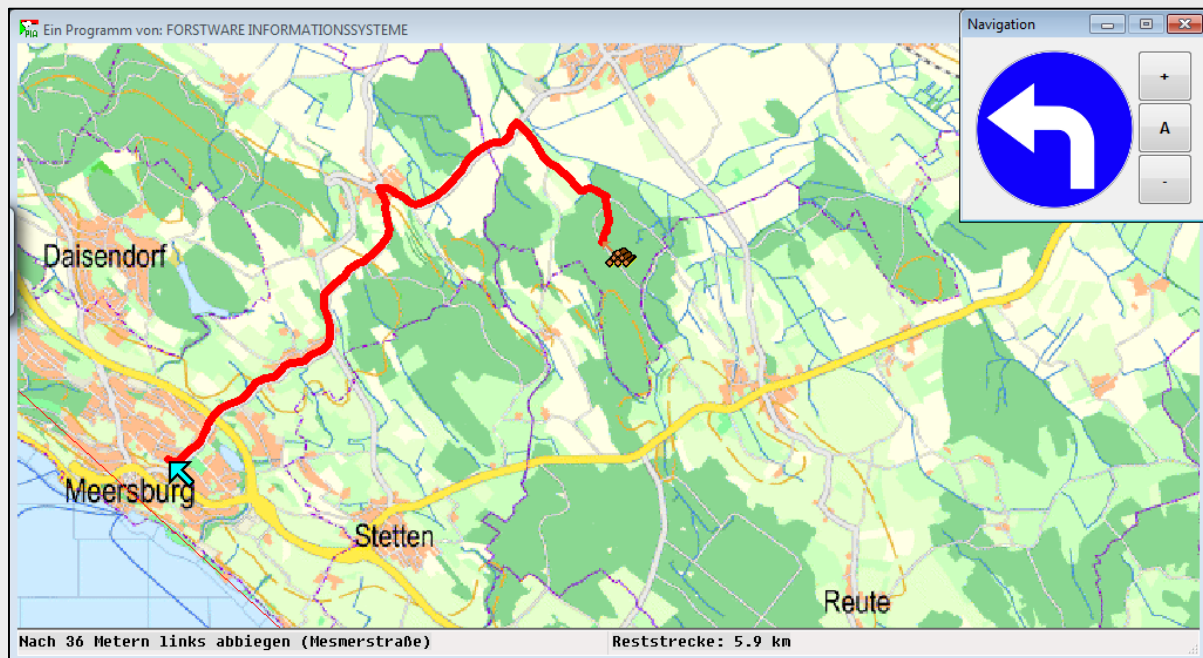 PIA Ein Programm von: FORSTWARE INFORMATIONSSYSTEME
Navigation
+
A
-
Daisendorf
Meersburg
Stetten
Reute
Nach 36 Metern links abbiegen (Mesmerstraße)
Reststrecke: 5.9 km